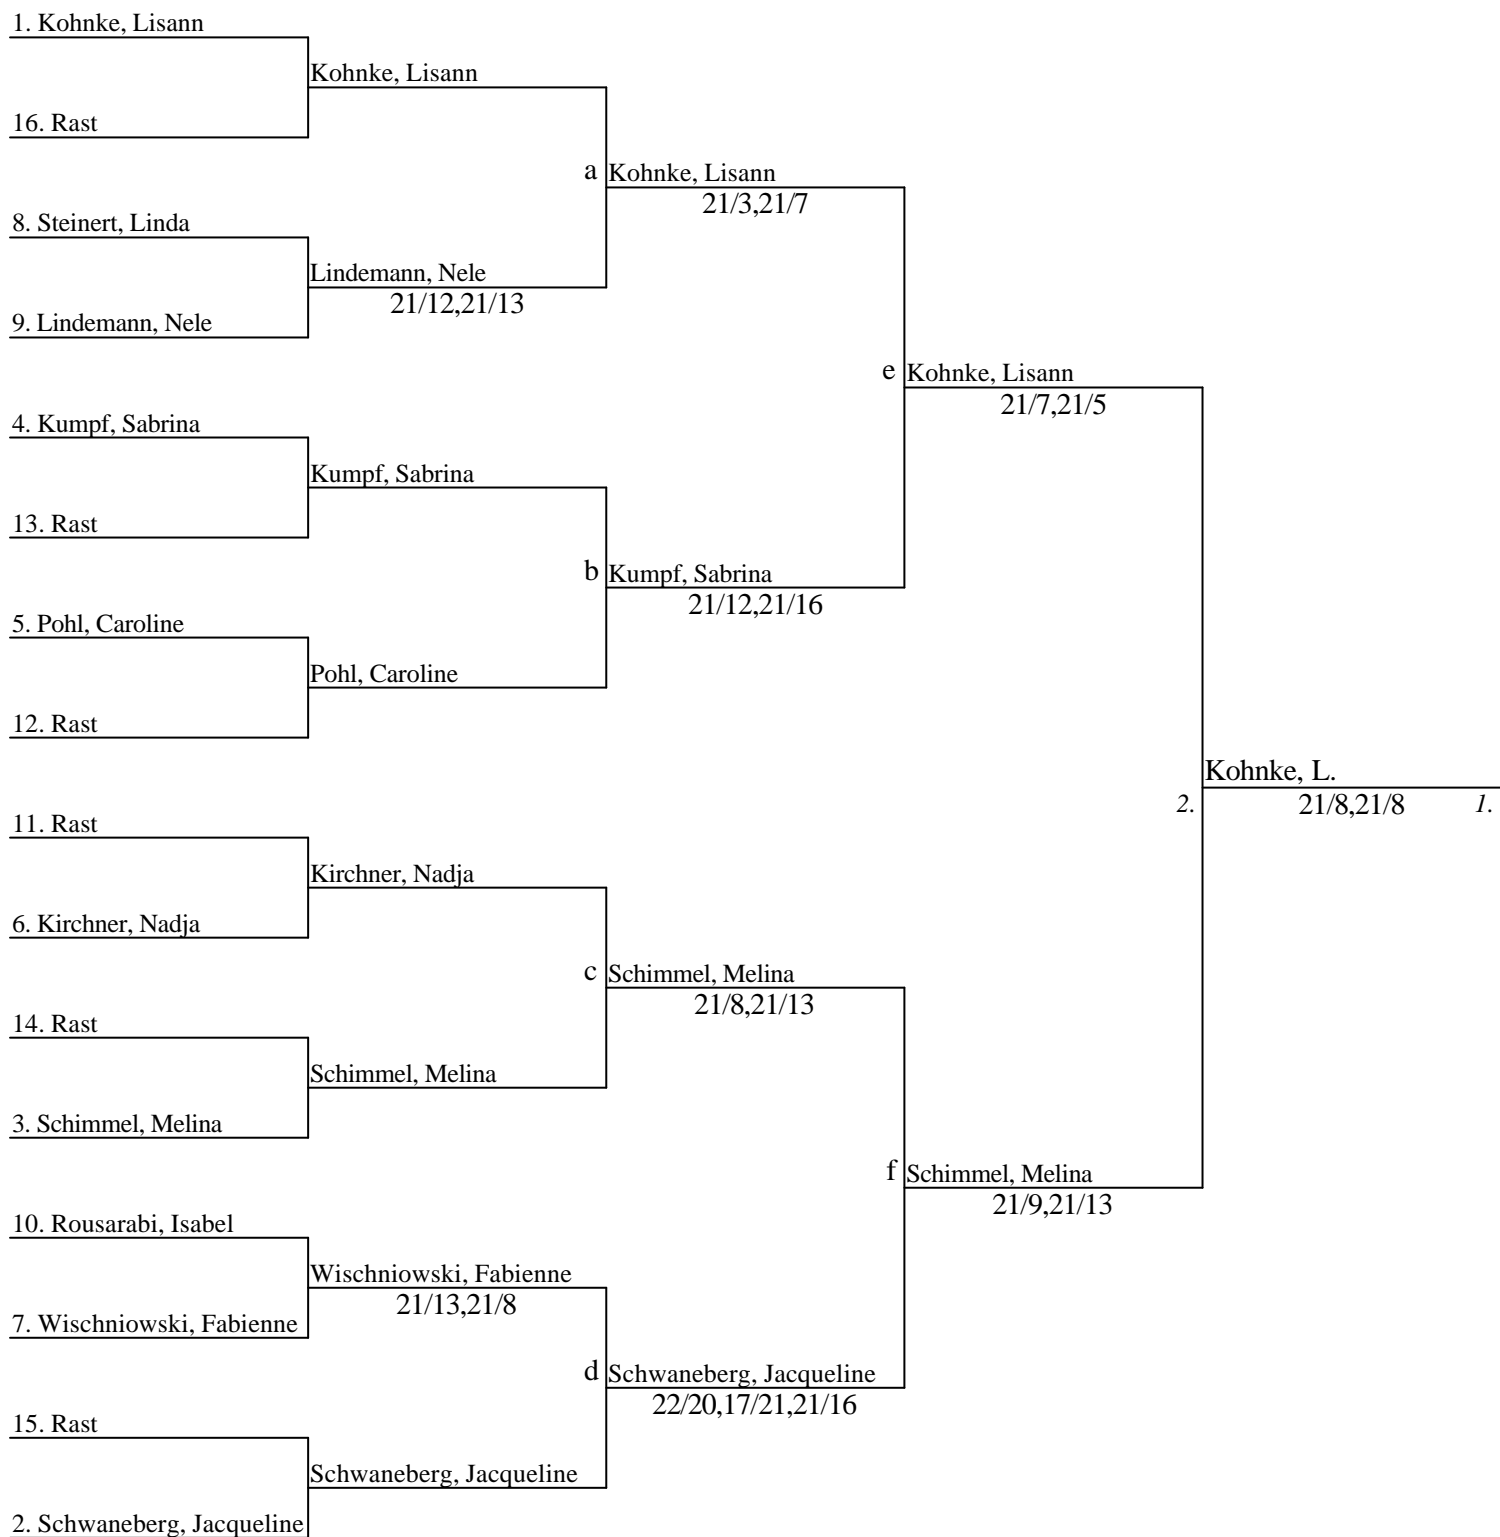 1. Kohnke, Lisann
Kohnke, Lisann
16. Rast
a Kohnke, Lisann
21/3,21/7
8. Steinert, Linda
Lindemann, Nele
21/12,21/13
9. Lindemann, Nele
e Kohnke, Lisann
21/7,21/5
4. Kumpf, Sabrina
Kumpf, Sabrina
13. Rast
b Kumpf, Sabrina
21/12,21/16
5. Pohl, Caroline
Pohl, Caroline
12. Rast
Kohnke, L.
2. 21/8,21/8 1.
11. Rast
Kirchner, Nadja
6. Kirchner, Nadja
c Schimmel, Melina
21/8,21/13
14. Rast
Schimmel, Melina
3. Schimmel, Melina
f Schimmel, Melina
21/9,21/13
10. Rousarabi, Isabel
Wischniowski, Fabienne
21/13,21/8
7. Wischniowski, Fabienne
d Schwaneberg, Jacqueline
22/20,17/21,21/16
15. Rast
Schwaneberg, Jacqueline
2. Schwaneberg, Jacqueline